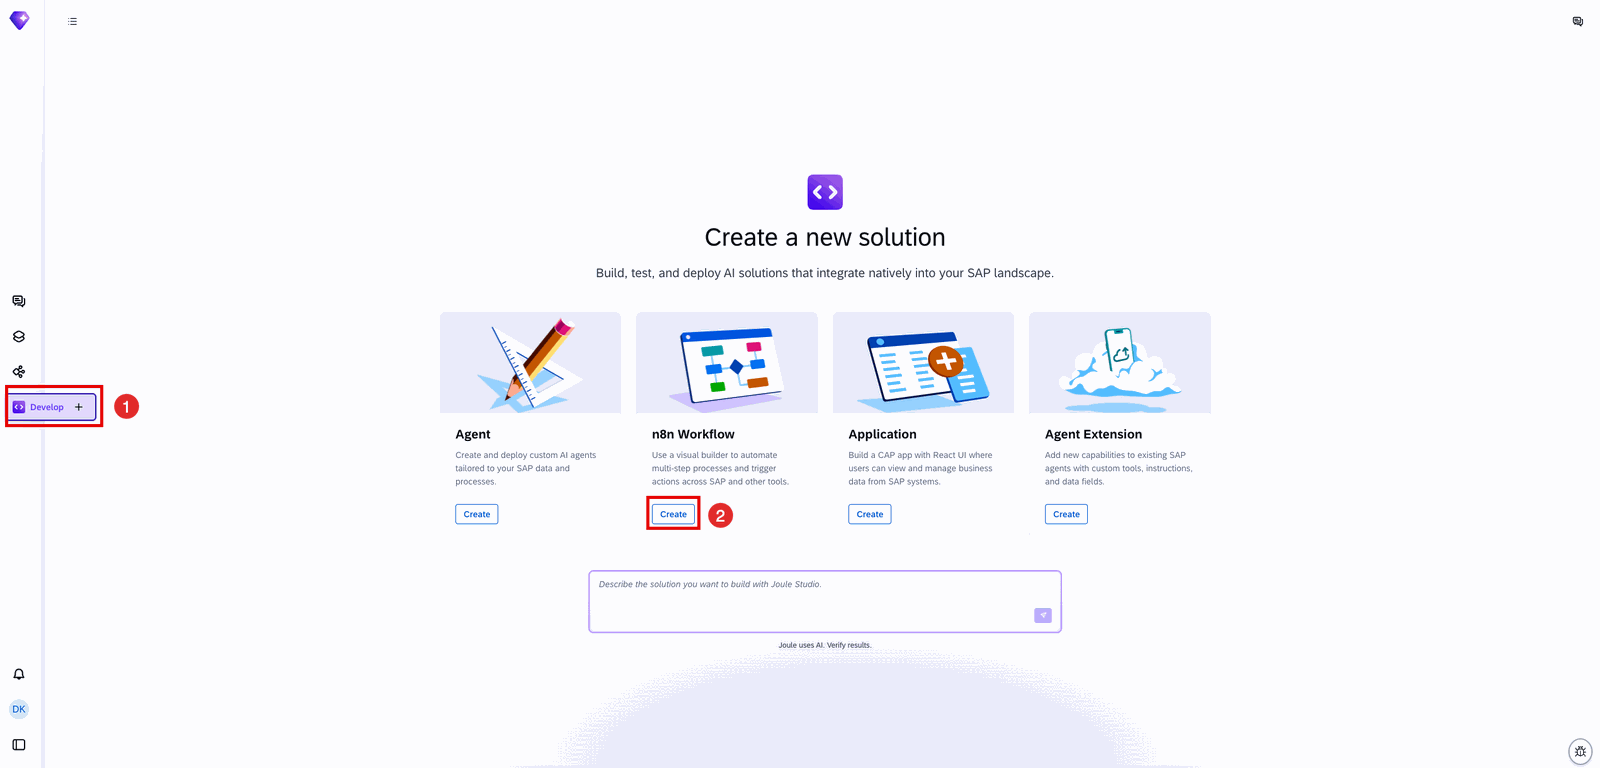 Create a new solution
Build, test, and deploy AI solutions that integrate natively into your SAP landscape.
Develop +
1
Agent
Create and deploy custom AI agents
tailored to your SAP data and
processes.
Create
n8n Workflow
Use a visual builder to automate
multi-step processes and trigger
actions across SAP and other tools.
Create
2
Application
Build a CAP app with React UI where
users can view and manage business
data from SAP systems.
Create
Agent Extension
Add new capabilities to existing SAP
agents with custom tools, instructions,
and data fields.
Create
Describe the solution you want to build with Joule Studio.
Joule uses AI. Verify results.
DK